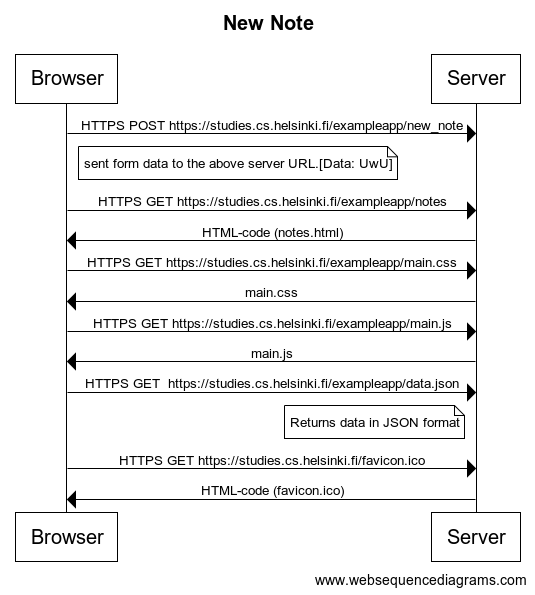 New Note
Browser
Server
HTTPS POST https://studies.cs.helsinki.fi/exampleapp/new_note
sent form data to the above server URL.[Data: UwU]
HTTPS GET https://studies.cs.helsinki.fi/exampleapp/notes
HTML-code (notes.html)
HTTPS GET https://studies.cs.helsinki.fi/exampleapp/main.css
main.css
HTTPS GET https://studies.cs.helsinki.fi/exampleapp/main.js
main.js
HTTPS GET  https://studies.cs.helsinki.fi/exampleapp/data.json
Returns data in JSON format
HTTPS GET https://studies.cs.helsinki.fi/favicon.ico
HTML-code (favicon.ico)
Browser
Server
www.websequencediagrams.com